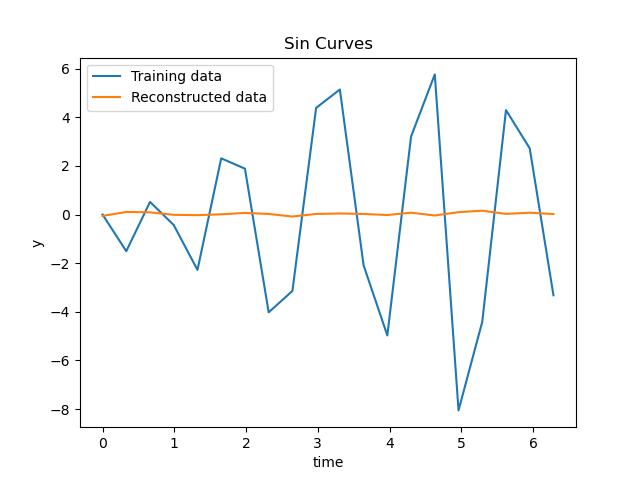 Sin Curves
Training data
Reconstructed data
6
4
2
0
−2
−4
−6
−8
y
0 1 2 3 4 5 6
time